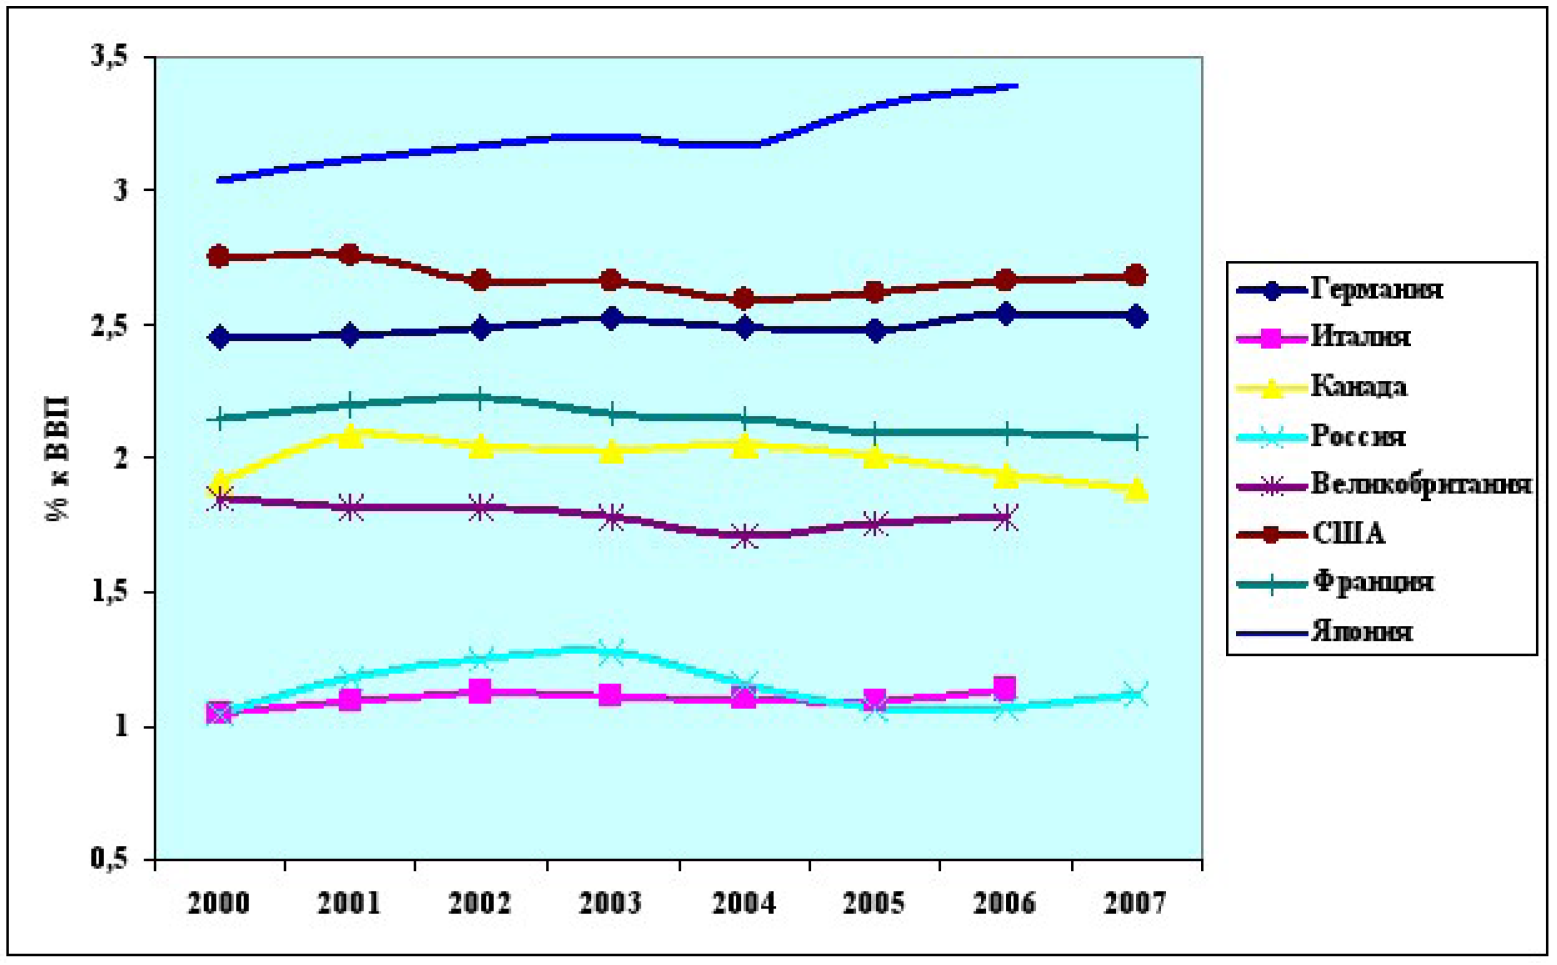 3,5
3
2,5
2
1,5
1
0,5
% к ВВП
2000 2001 2002 2003 2004 2005 2006 2007
Германия
Италия
Канада
Россия
Великобритания
США
Франция
Япония